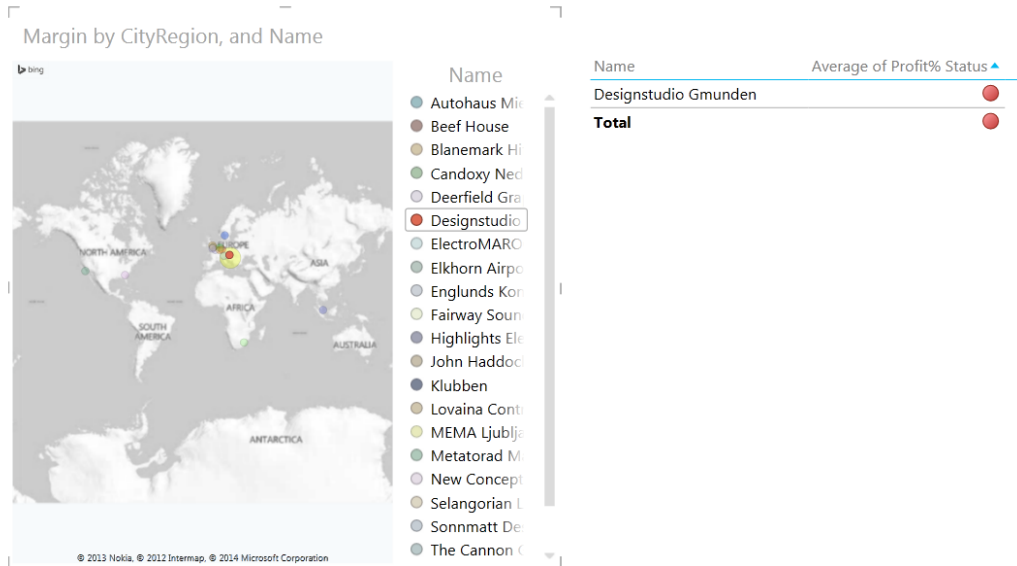 Margin by CityRegion, and Name
bing
NORTH AMERICA
EUROPE
ASIA
AFRICA
SOUTH
AMERICA
AUSTRALIA
ANTARCTICA
© 2013 Nokia, © 2012 Intermap, © 2014 Microsoft Corporation
Name
Autohaus Mie
Beef House
Blanemark Hi
Candoxy Ned
Deerfield Gra
Designstudio
ElectroMARO
Elkhorn Airpo
Englunds Kor
Fairway Soun
Highlights Ele
John Haddoc
Klubben
Lovaina Cont
MEMA Ljublja
Metatorad M
New Concept
Selangorian L
Sonnmatt De
The Cannon
Name Average of Profit% Status
Designstudio Gmunden
Total